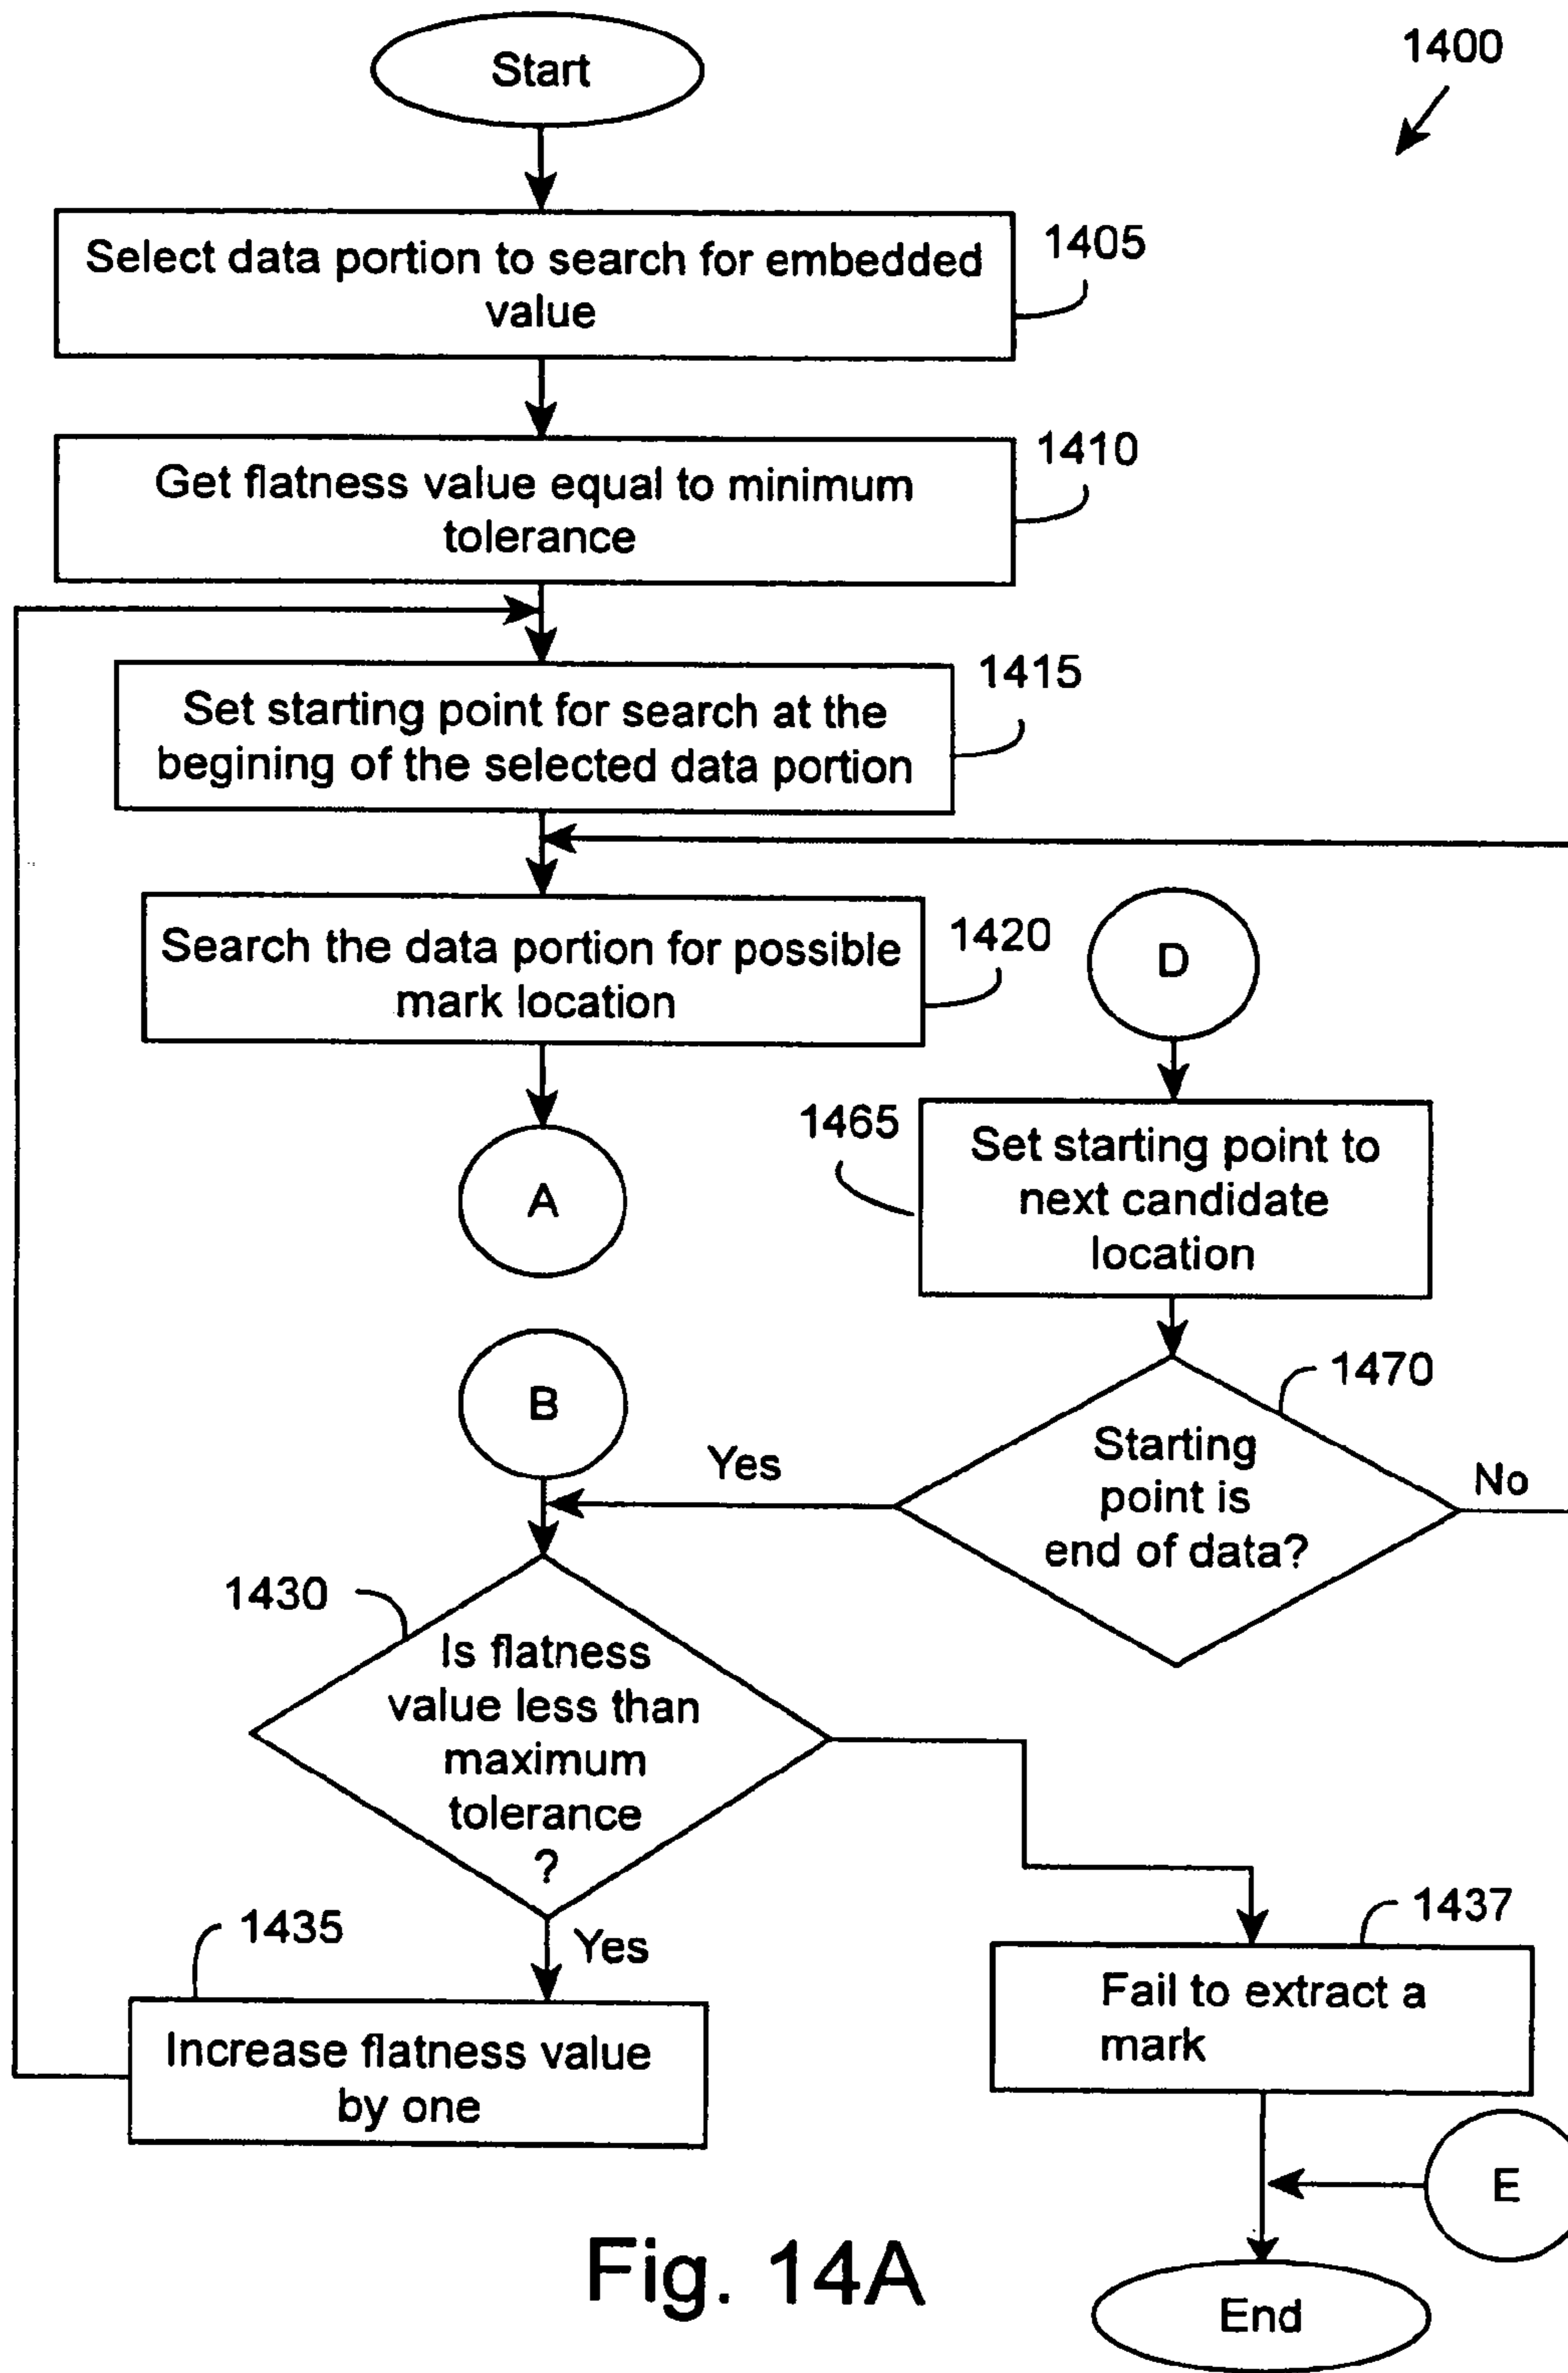 Start
1400
Select data portion to search for embedded
value
1405
Get flatness value equal to minimum
tolerance
1410
Set starting point for search at the
begining of the selected data portion
1415
Search the data portion for possible
mark location
1420
D
A
1465
Set starting point to
next candidate
location
B
1470
Starting
point is
end of data?
Yes
No
1430
Is flatness
value less than
maximum
tolerance
?
Yes
1435
Increase flatness value
by one
1437
Fail to extract a
mark
E
End
Fig. 14A